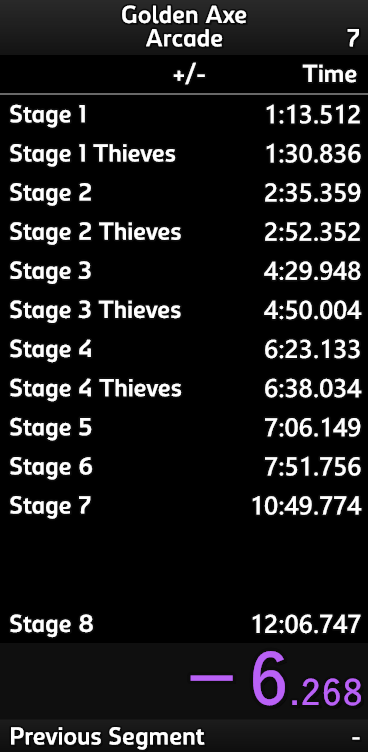 Golden Axe
Arcade 7
+/- Time
Stage 1 1:13.512
Stage 1 Thieves 1:30.836
Stage 2 2:35.359
Stage 2 Thieves 2:52.352
Stage 3 4:29.948
Stage 3 Thieves 4:50.004
Stage 4 6:23.133
Stage 4 Thieves 6:38.034
Stage 5 7:06.149
Stage 6 7:51.756
Stage 7 10:49.774
Stage 8 12:06.747
−6.268
Previous Segment -